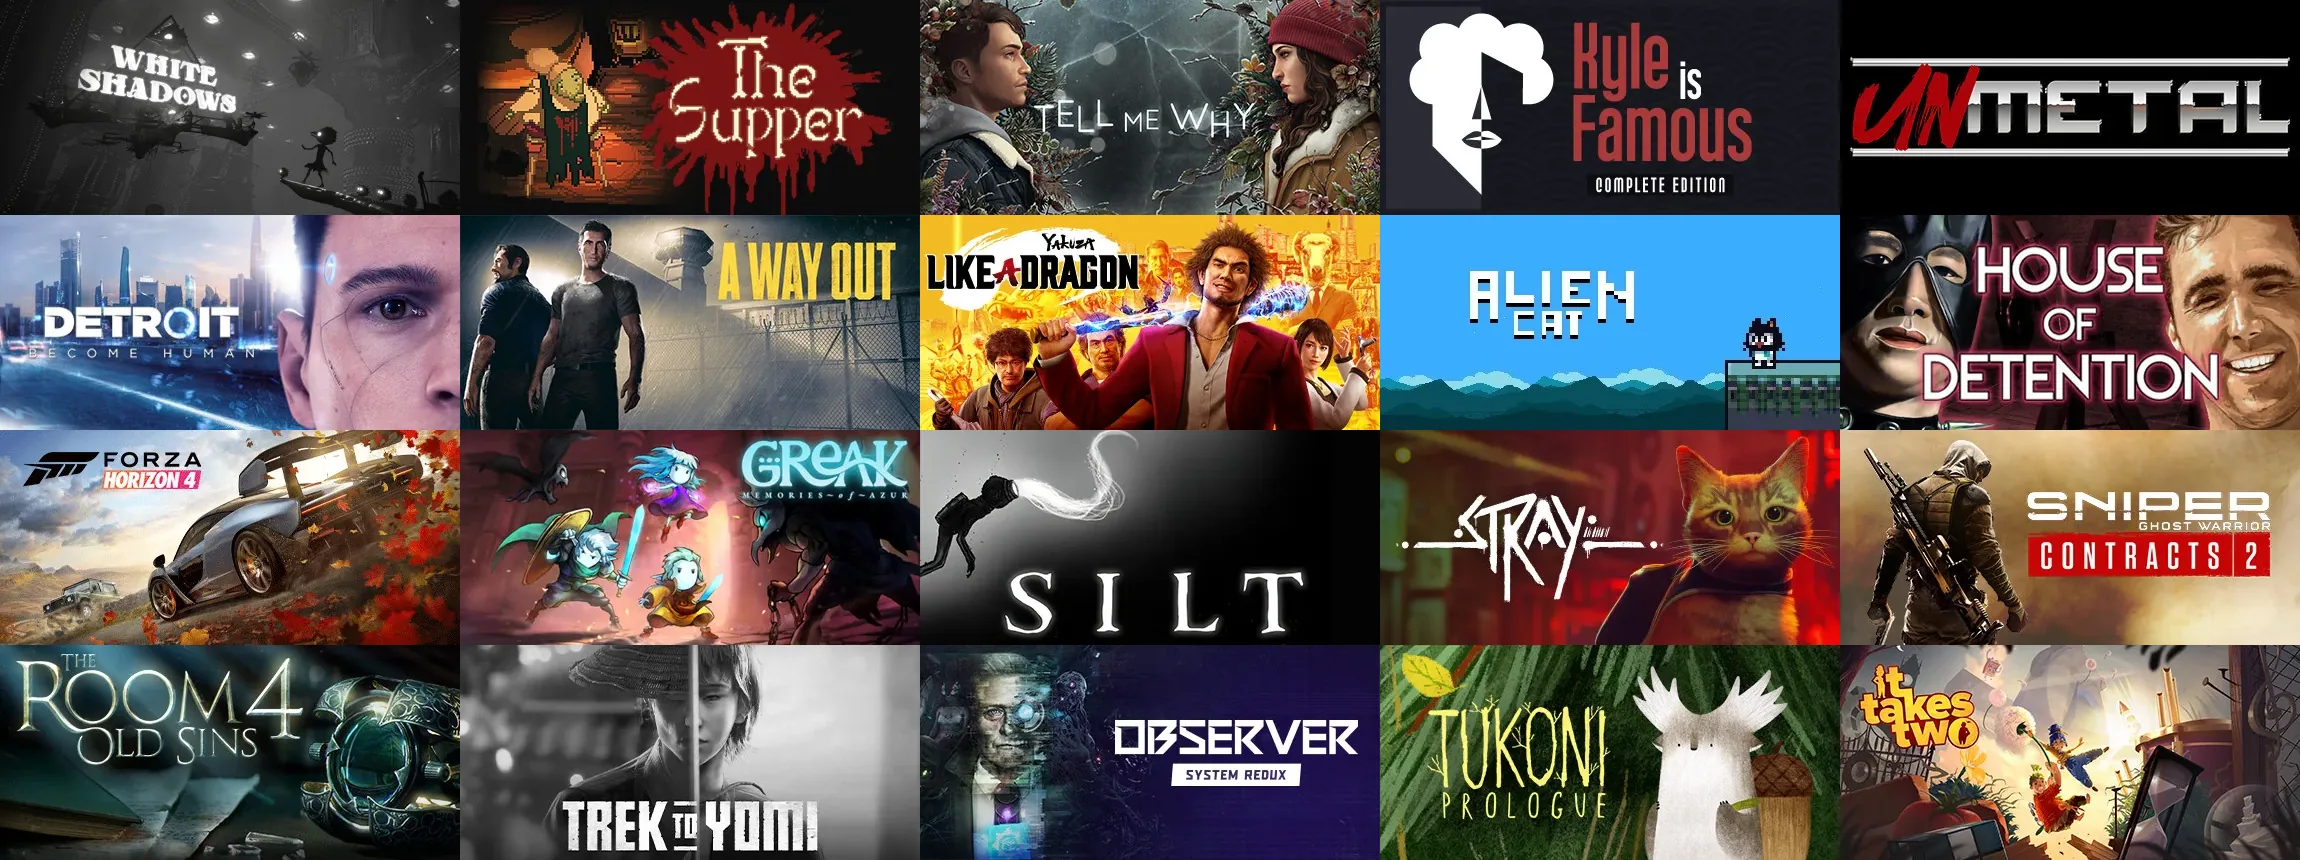 WHITE
SHADOWS
The
Supper
TELL ME WHY
Kyle is
Famous
COMPLETE EDITION
UNMETAL
DETROIT
BECOME HUMAN
A WAY OUT
YAKUZA
LIKE A DRAGON
ALIEN
CAT
HOUSE
OF
DETENTION
FORZA
HORIZON 4
GREAK
MEMORIES~of~AZUR
SILT
STRAY
SNIPER
GHOST WARRIOR
CONTRACTS 2
THE
ROOM 4
OLD SINS
TREK TO YOMI
OBSERVER
SYSTEM REDUX
TUKONI
PROLOGUE
it
takes
two